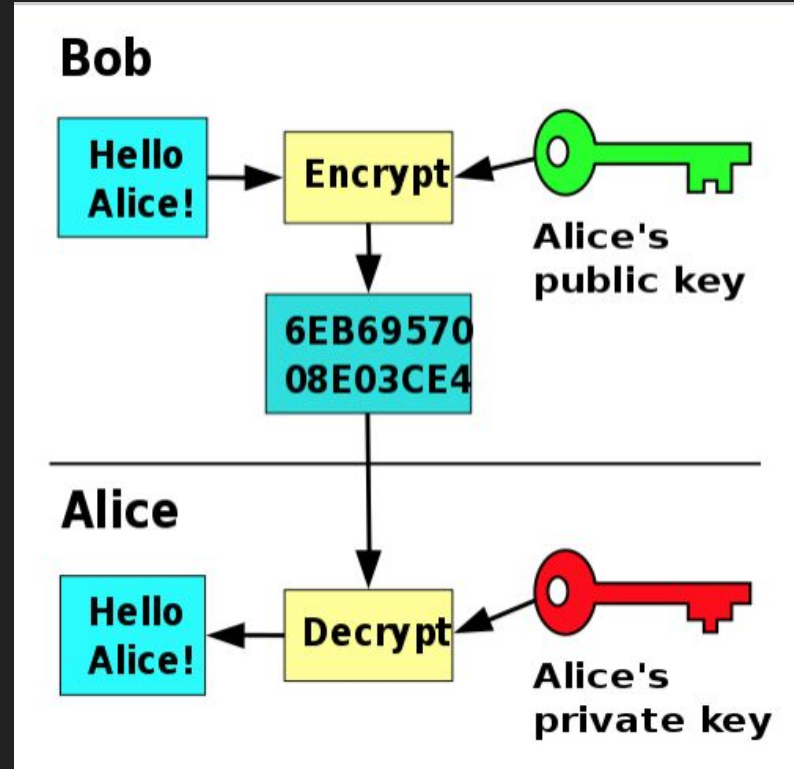 Bob
Hello
Alice!
Encrypt
Alice's
public key
6EB69570
08E03CE4
Alice
Hello
Alice!
Decrypt
Alice's
private key